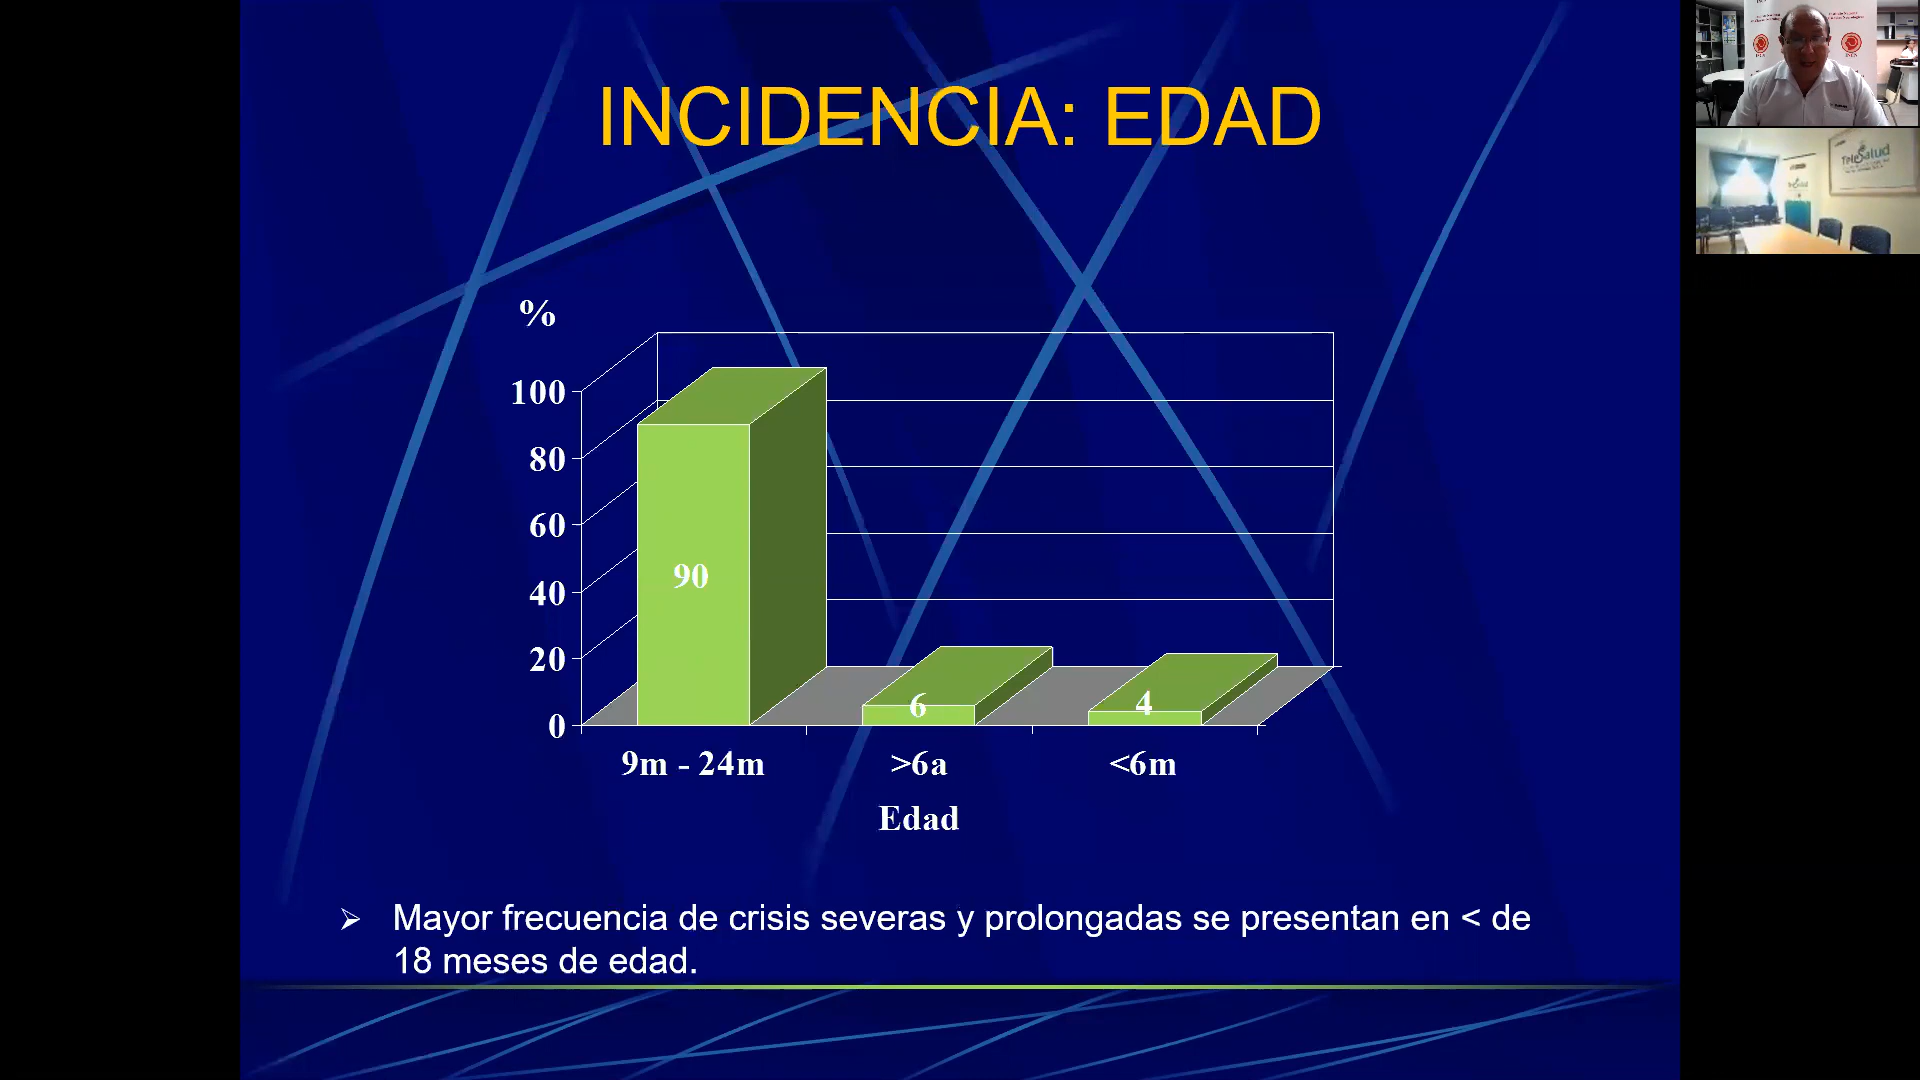 INCIDENCIA: EDAD
%
100
80
60
40
20
0
90
6
4
9m - 24m
>6a
<6m
Edad
Mayor frecuencia de crisis severas y prolongadas se presentan en < de
18 meses de edad.
TeleSalud